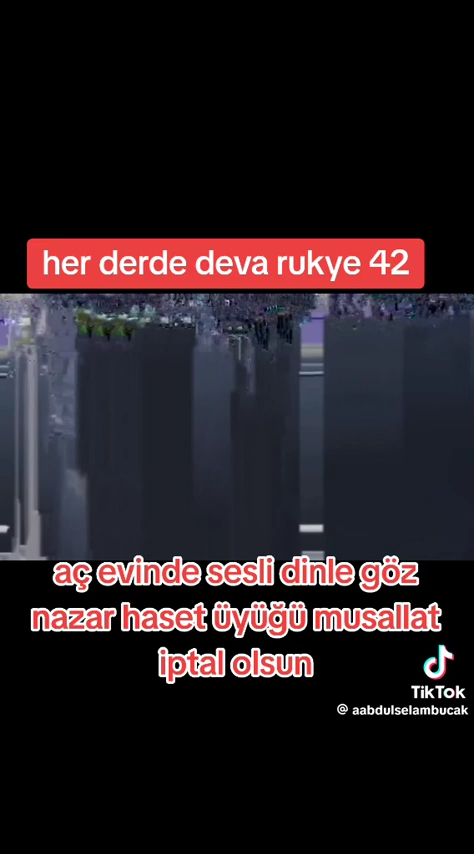 her derde deva rukye 42
aç evinde sesli dinle göz
nazar haset üyüğü musallat
iptal olsun
TikTok
@ aabdulselambucak